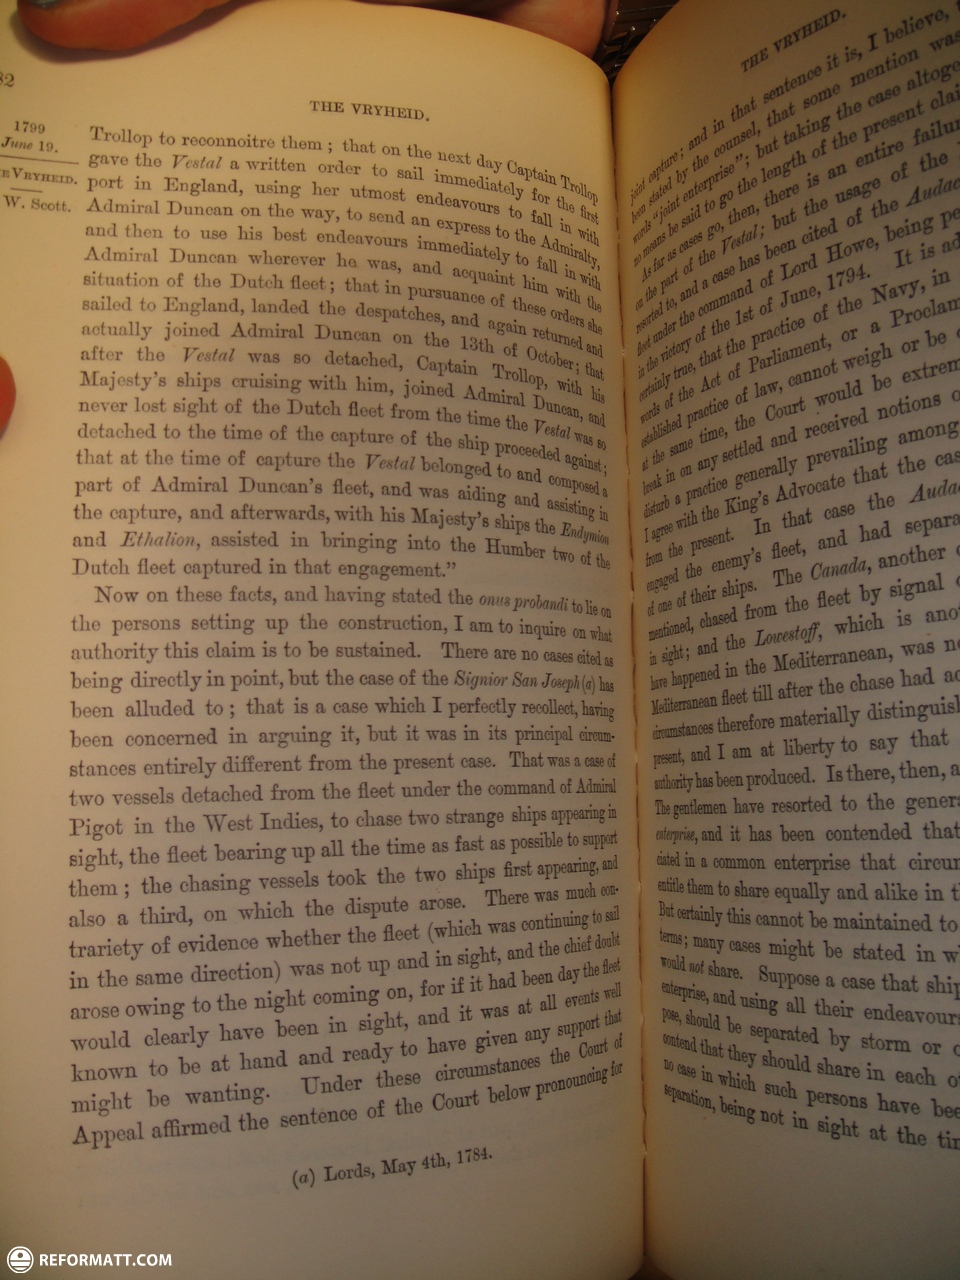 82
THE VRYHEID.
1799
June 19.
E VRYHEID.
W. Scott.
Trollop to reconnoitre them ; that on the next day Captain Trollop
gave the Vestal a written order to sail immediately for the first
port in England, using her utmost endeavours to fall in with
Admiral Duncan on the way, to send an express to the Admiralty,
and then to use his best endeavours immediately to fall in with
Admiral Duncan wherever he was, and acquaint him with the
situation of the Dutch fleet ; that in pursuance of these orders she
sailed to England, landed the despatches, and again returned and
actually joined Admiral Duncan on the 13th of October ; that
after the Vestal was so detached, Captain Trollop, with his
Majesty's ships cruising with him, joined Admiral Duncan, and
never lost sight of the Dutch fleet from the time the Vestal was so
detached to the time of the capture of the ship proceeded against ;
that at the time of capture the Vestal belonged to and composed a
part of Admiral Duncan's fleet, and was aiding and assisting in
the capture, and afterwards, with his Majesty's ships the Endymion
and Ethalion, assisted in bringing into the Humber two of the
Dutch fleet captured in that engagement."
Now on these facts, and having stated the onus probandi to lie on
the persons setting up the construction, I am to inquire on what
authority this claim is to be sustained. There are no cases cited as
being directly in point, but the case of the Signior San Joseph (a) has
been alluded to ; that is a case which I perfectly recollect, having
been concerned in arguing it, but it was in its principal circum-
stances entirely different from the present case. That was a case of
two vessels detached from the fleet under the command of Admiral
Pigot in the West Indies, to chase two strange ships appearing in
sight, the fleet bearing up all the time as fast as possible to support
them ; the chasing vessels took the two ships first appearing, and
also a third, on which the dispute arose. There was much con-
trariety of evidence whether the fleet (which was continuing to sail
in the same direction) was not up and in sight, and the chief doubt
arose owing to the night coming on, for if it had been day the fleet
would clearly have been in sight, and it was at all events well
known to be at hand and ready to have given any support that
might be wanting. Under these circumstances the Court of
Appeal affirmed the sentence of the Court below pronouncing for
(a) Lords, May 4th, 1784.
THE VRYHEID.
joint capture ; and in that sentence it is, I believe,
been stated by the counsel, that some mention was
words "joint enterprise" ; but taking the case altoge
no means be said to go the length of the present clai
As far as cases go, then, there is an entire failur
on the part of the Vestal ; but the usage of the
resorted to, and a case has been cited of the Audac
fleet under the command of Lord Howe, being pe
in the victory of the 1st of June, 1794. It is ad
certainly true, that the practice of the Navy, in
words of the Act of Parliament, or a Proclam
established practice of law, cannot weigh or be
at the same time, the Court would be extrem
break in on any settled and received notions o
disturb a practice generally prevailing among
I agree with the King's Advocate that the cas
from the present. In that case the Audac
engaged the enemy's fleet, and had separa
of one of their ships. The Canada, another
mentioned, chased from the fleet by signal
in sight ; and the Lowestoff, which is ano
have happened in the Mediterranean, was n
Mediterranean fleet till after the chase had
circumstances therefore materially distinguish
present, and I am at liberty to say that
authority has been produced. Is there, then, a
The gentlemen have resorted to the gener
enterprise, and it has been contended that
ciated in a common enterprise that circum
entitle them to share equally and alike in t
But certainly this cannot be maintained to
terms ; many cases might be stated in w
would not share. Suppose a case that ship
enterprise, and using all their endeavours
pose, should be separated by storm or
contend that they should share in each o
no case in which such persons have bee
separation, being not in sight at the tim
REFORMATT.COM